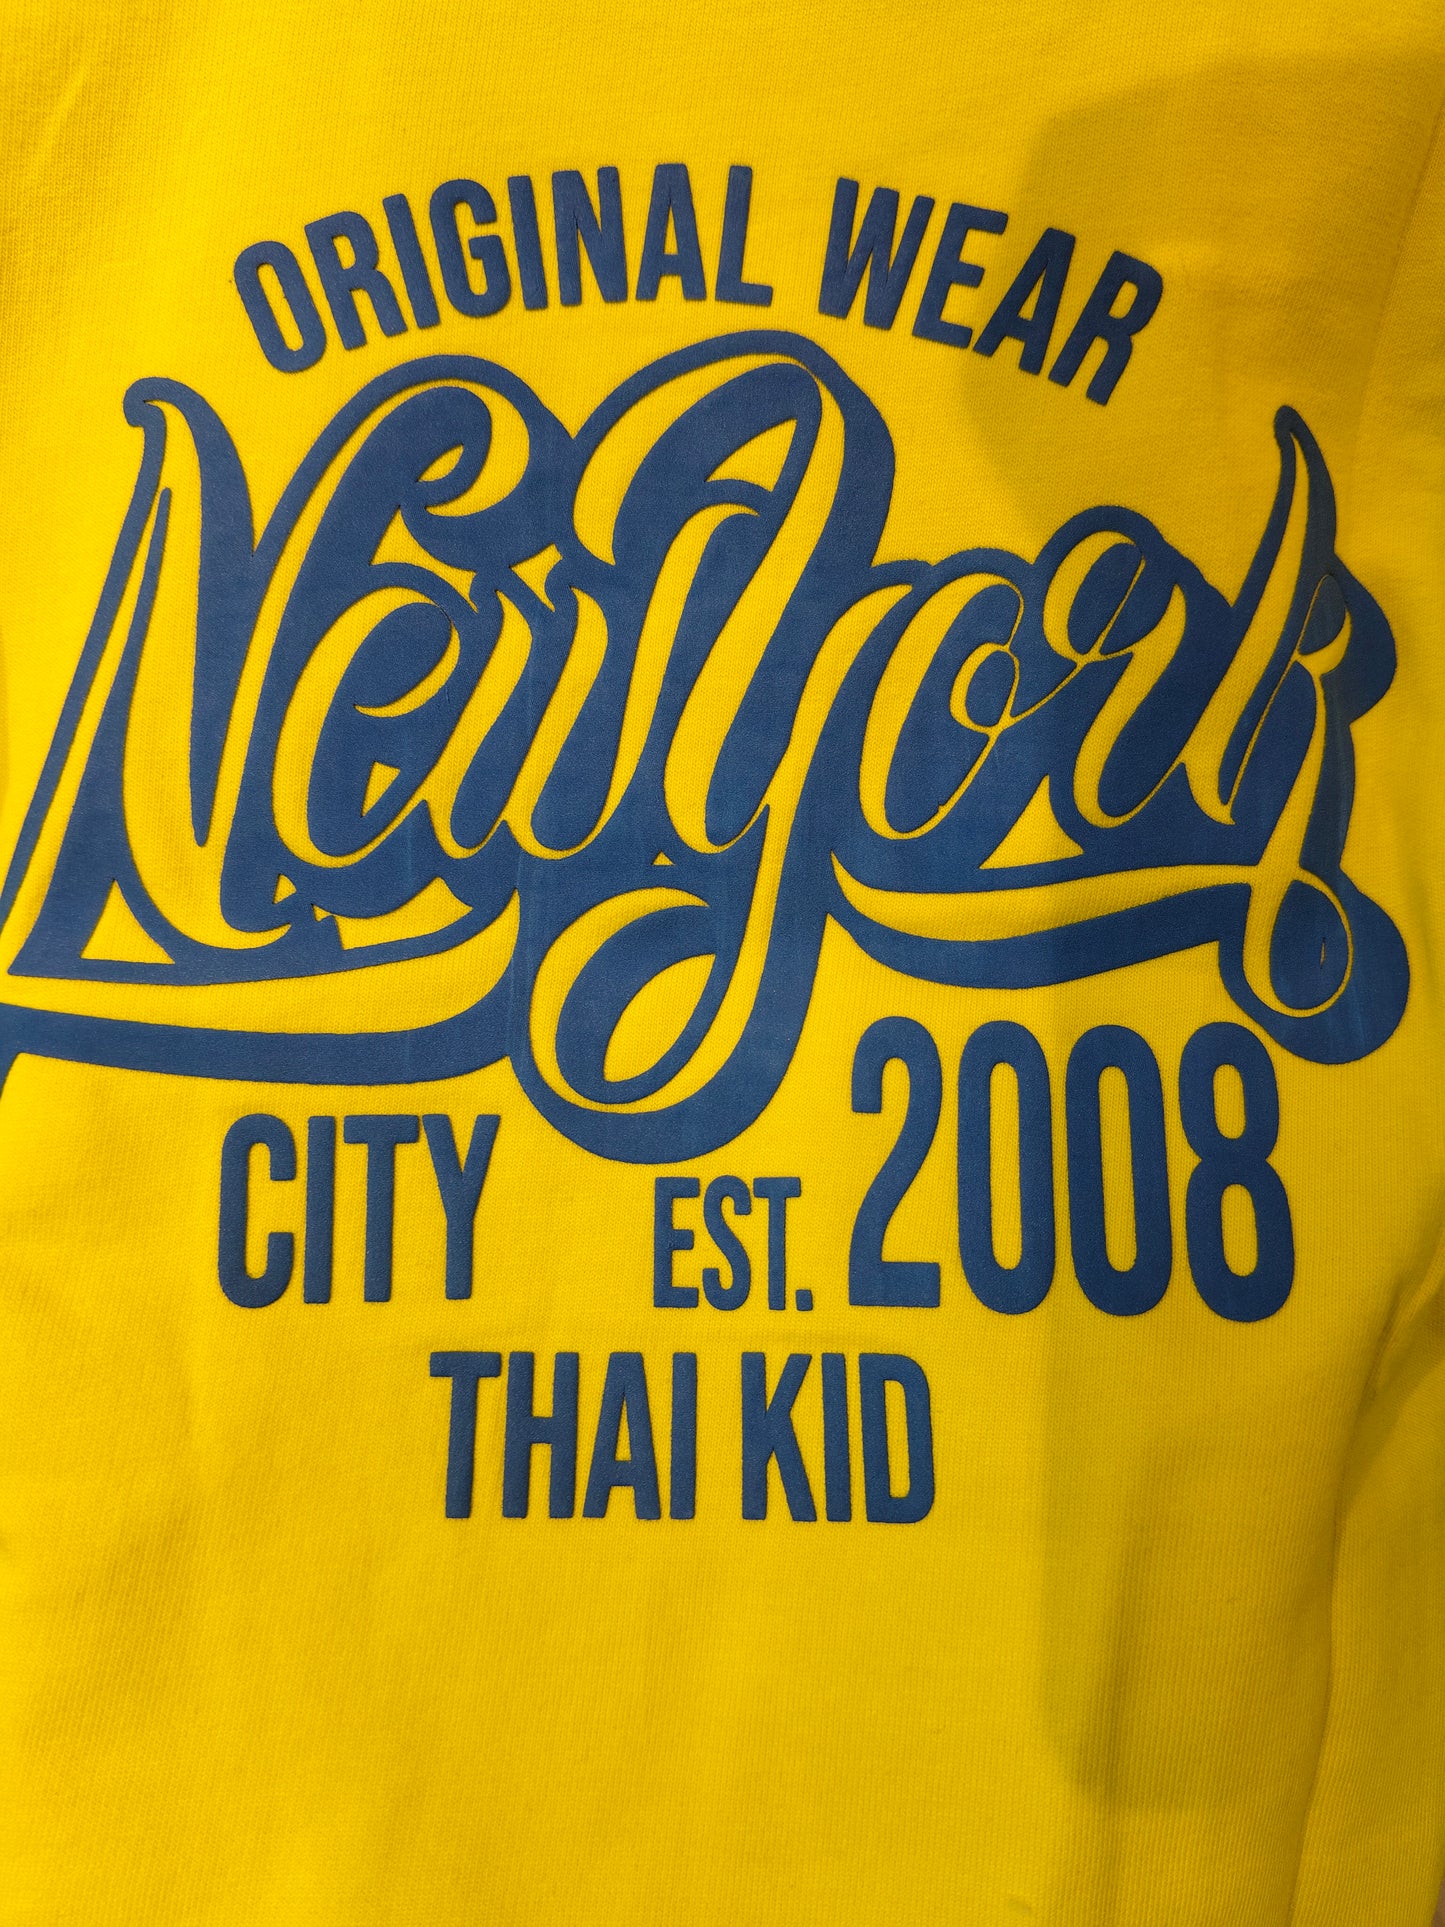 ORIGINAL WEAR
New York
CITY EST. 2008
THAI KID